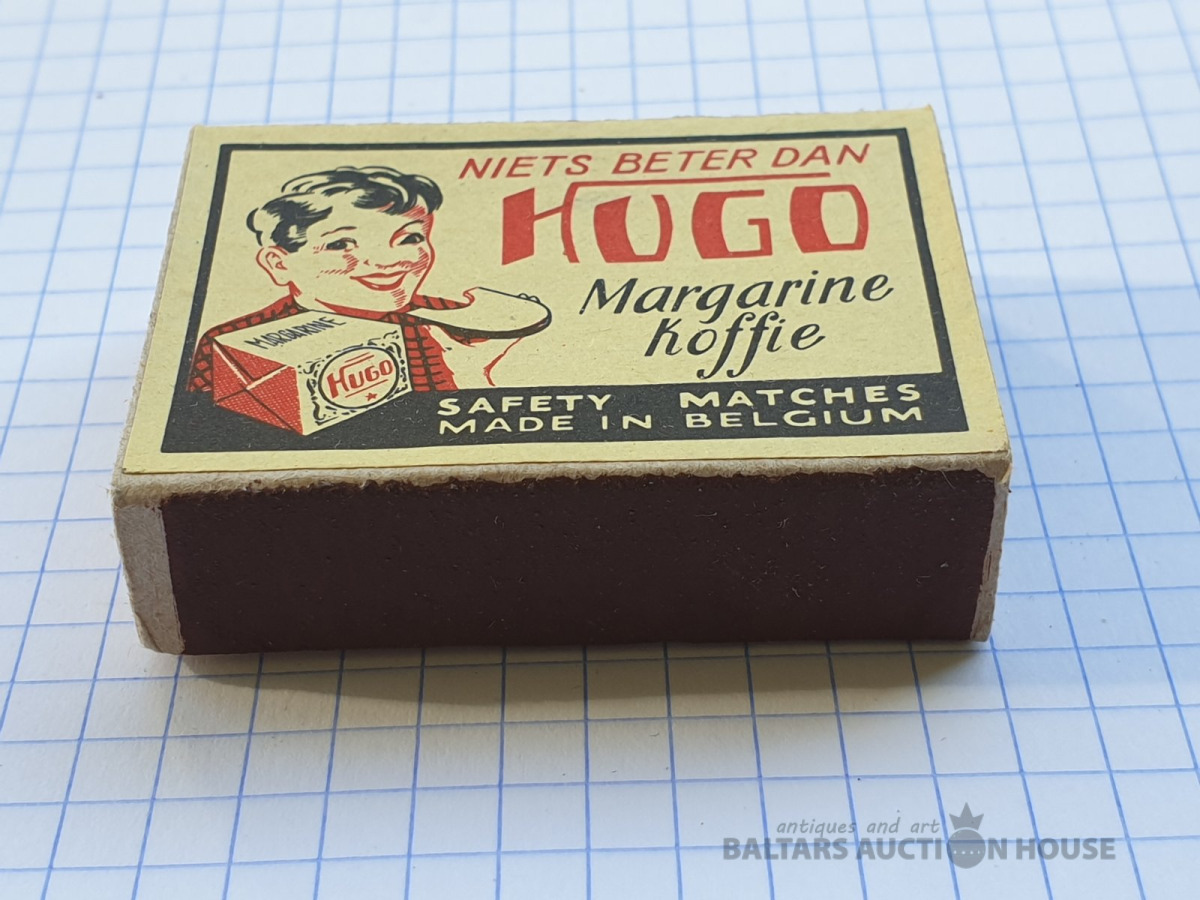 NIETS BETER DAN
HUGO
Margarine
Koffie
MARGARINE
HUGO
SAFETY MATCHES
MADE IN BELGIUM
antiques and art
BALTARS AUCTION HOUSE